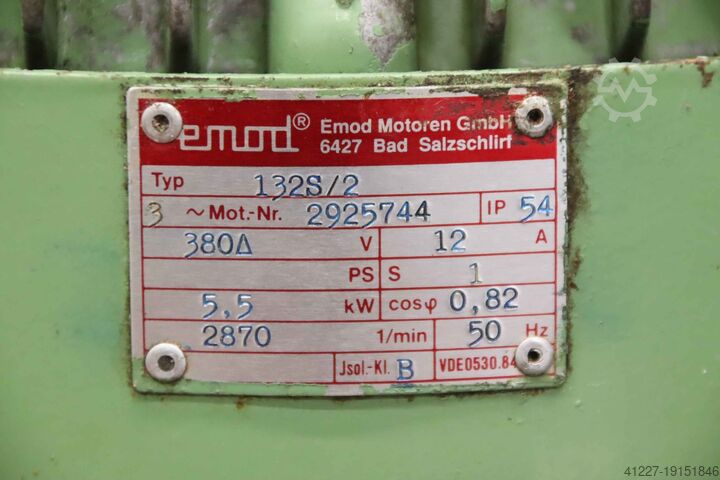 emod® Emod Motoren GmbH
6427 Bad Salzschlirf
Typ 132S/2
3 ~ Mot.-Nr. 2925744 IP 54
380Δ V 12 A
PS S 1
5,5 kW cosφ 0,82
2870 1/min 50 Hz
Jsol.-Kl. B VDE0530.84
41227-19151846